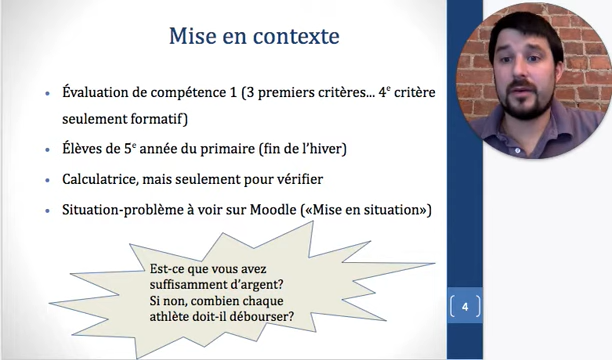 Mise en contexte
Évaluation de compétence 1 (3 premiers critères... 4e critère
seulement formatif)
Élèves de 5e année du primaire (fin de l'hiver)
Calculatrice, mais seulement pour vérifier
Situation-problème à voir sur Moodle («Mise en situation»)
Est-ce que vous avez
suffisamment d'argent?
Si non, combien chaque
athlète doit-il débourser?
4